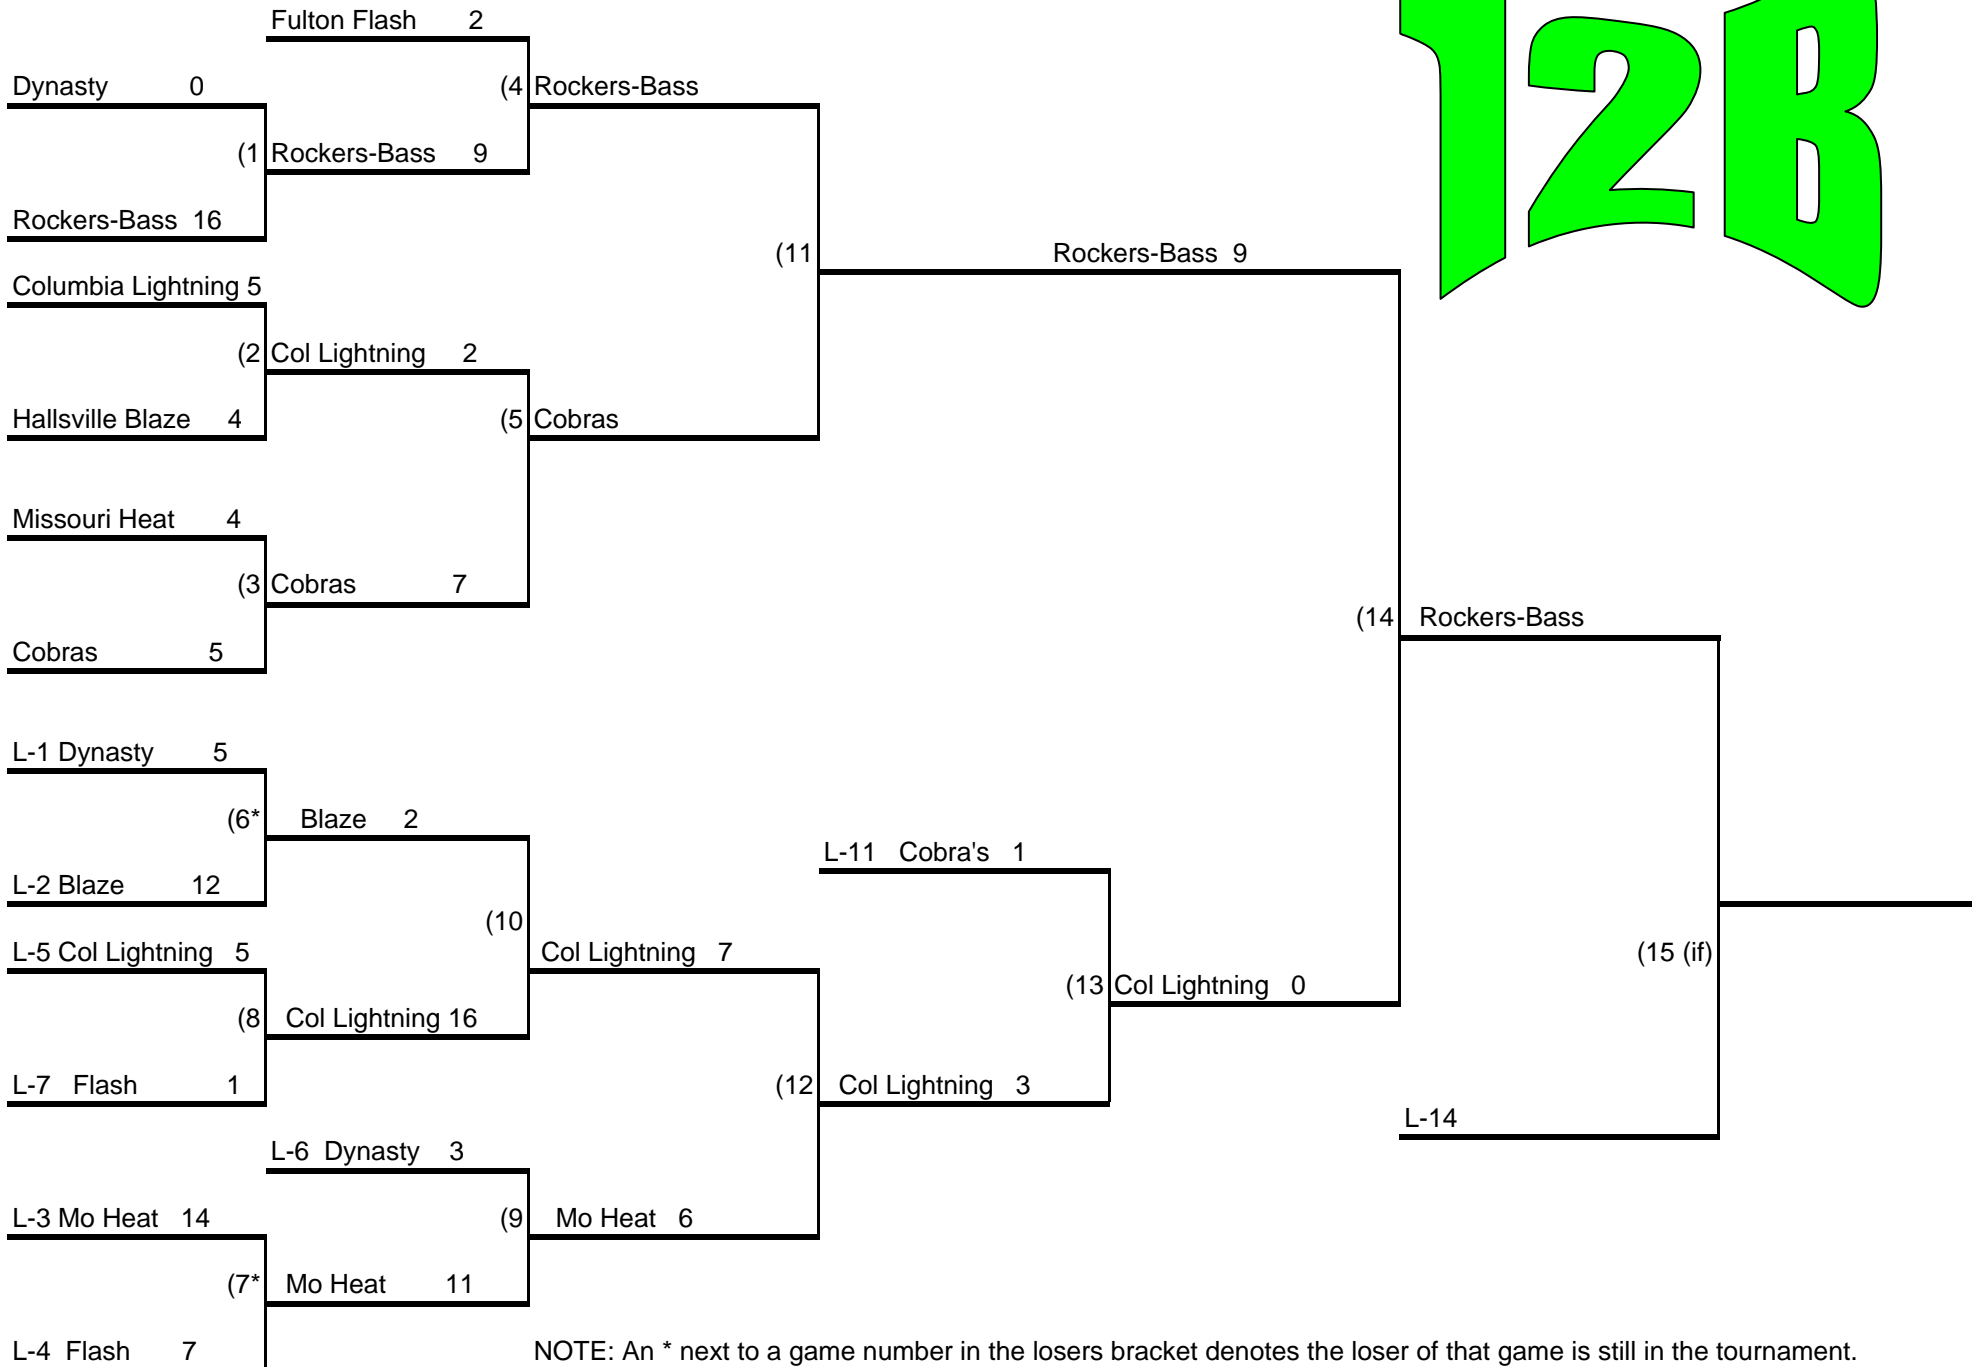 12B
Fulton Flash 2
Dynasty 0
(4 Rockers-Bass
(1 Rockers-Bass 9
Rockers-Bass 16
(11 Rockers-Bass 9
Columbia Lightning 5
(2 Col Lightning 2
Hallsville Blaze 4
(5 Cobras
Missouri Heat 4
(3 Cobras 7
(14 Rockers-Bass
Cobras 5
L-1 Dynasty 5
(6* Blaze 2
L-11 Cobra's 1
L-2 Blaze 12
(10
L-5 Col Lightning 5
Col Lightning 7
(15 (if)
(13 Col Lightning 0
(8 Col Lightning 16
L-7 Flash 1
(12 Col Lightning 3
L-14
L-6 Dynasty 3
L-3 Mo Heat 14
(9 Mo Heat 6
(7* Mo Heat 11
L-4 Flash 7
NOTE: An * next to a game number in the losers bracket denotes the loser of that game is still in the tournament.